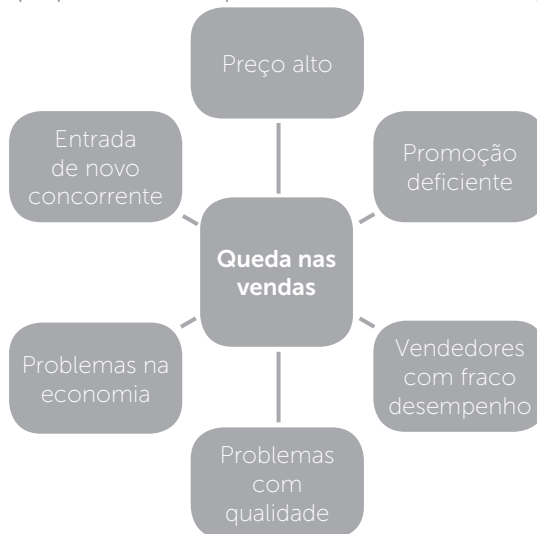 Preço alto
Entrada
de novo
concorrente
Promoção
deficiente
Queda nas
vendas
Problemas na
economia
Vendedores
com fraco
desempenho
Problemas
com
qualidade